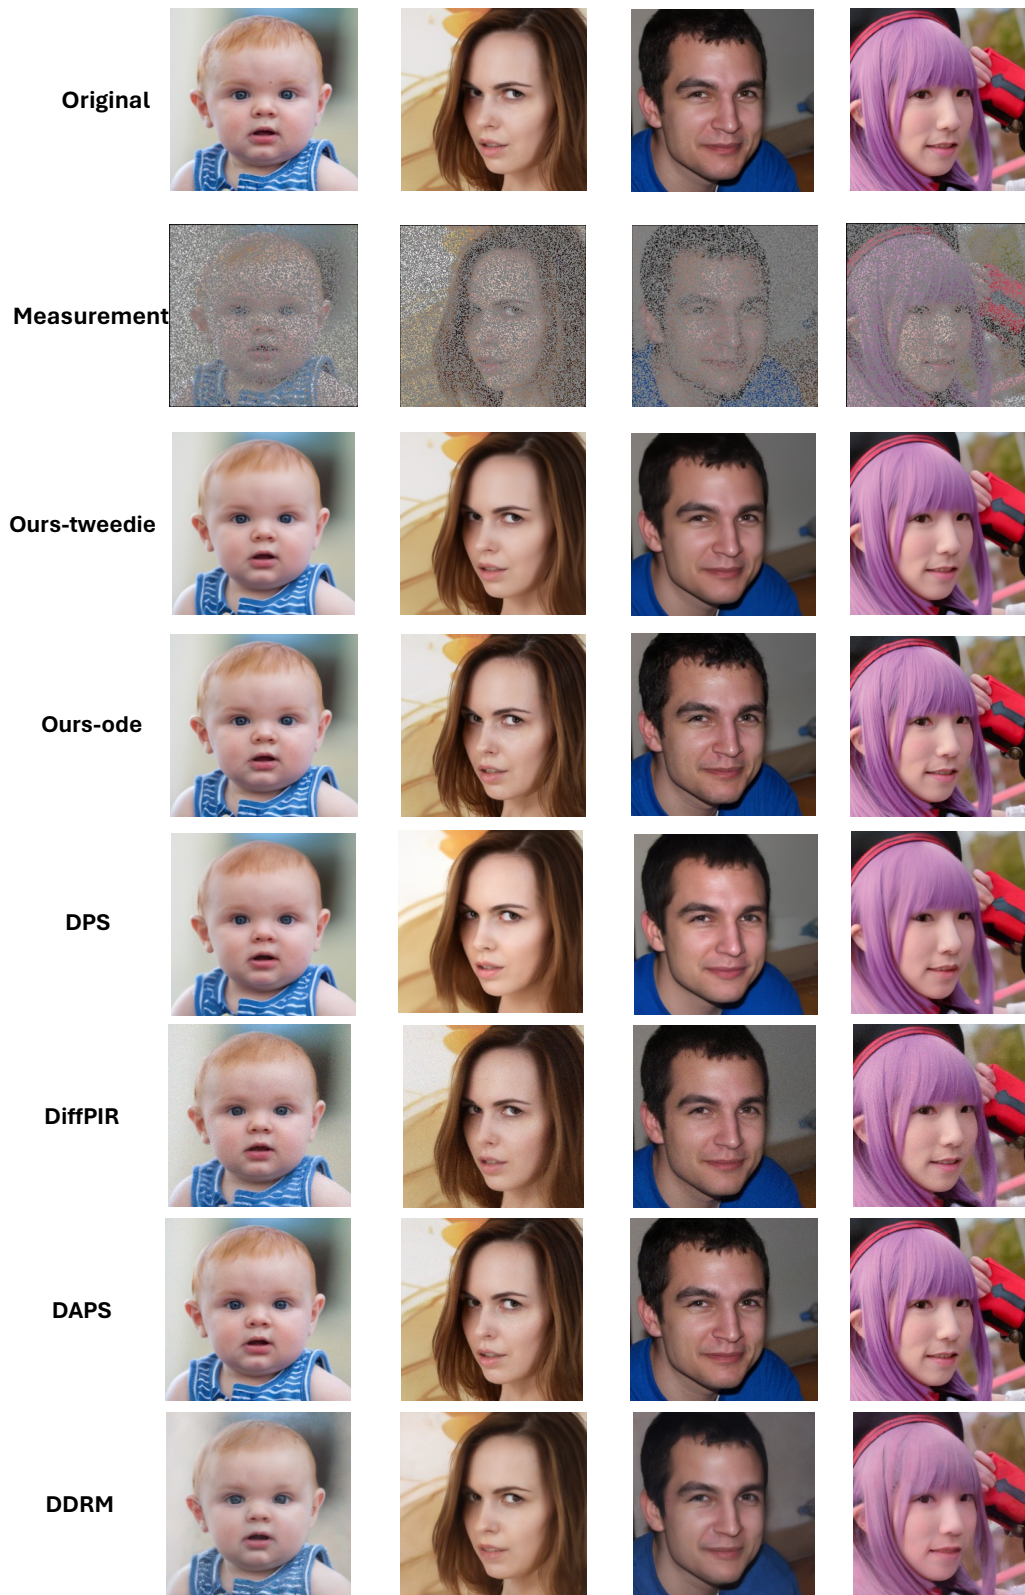 Original
Measurement
Ours-tweedie
Ours-ode
DPS
DiffPIR
DAPS
DDRM